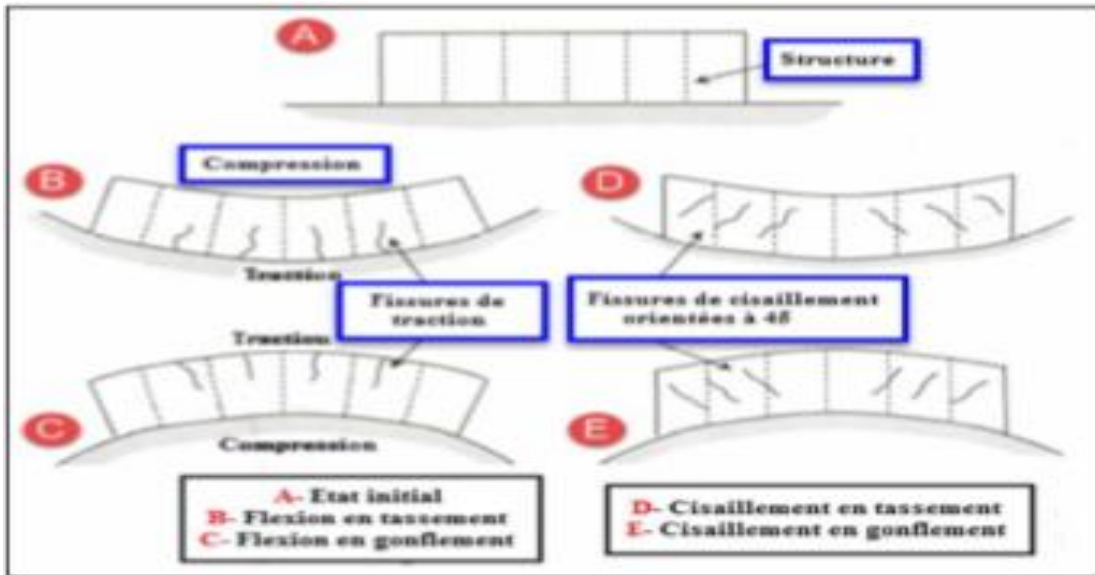 A
Structure
Compression
B
D
Traction
Fissures de
traction
Fissures de cisaillement
orientées à 45
Traction
C
Compression
E
A- Etat initial
B- Flexion en tassement
C- Flexion en gonflement
D- Cisaillement en tassement
E- Cisaillement en gonflement